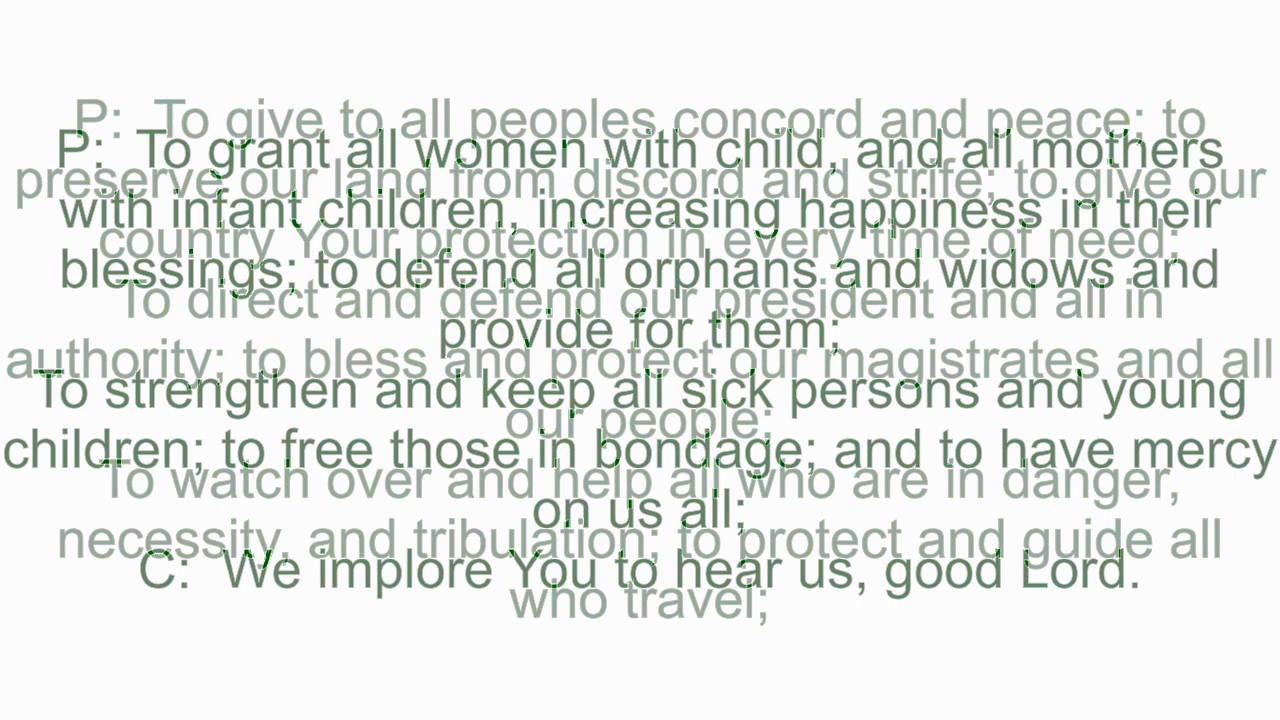 P: To give to all peoples concord and peace; to
preserve our land from discord and strife; to give our
country Your protection in every time of need;
To direct and defend our president and all in
authority; to bless and protect our magistrates and all
our people;
To watch over and help all who are in danger,
necessity, and tribulation; to protect and guide all
who travel;
P: To grant all women with child, and all mothers
with infant children, increasing happiness in their
blessings; to defend all orphans and widows and
provide for them;
To strengthen and keep all sick persons and young
children; to free those in bondage; and to have mercy
on us all;
C: We implore You to hear us, good Lord.